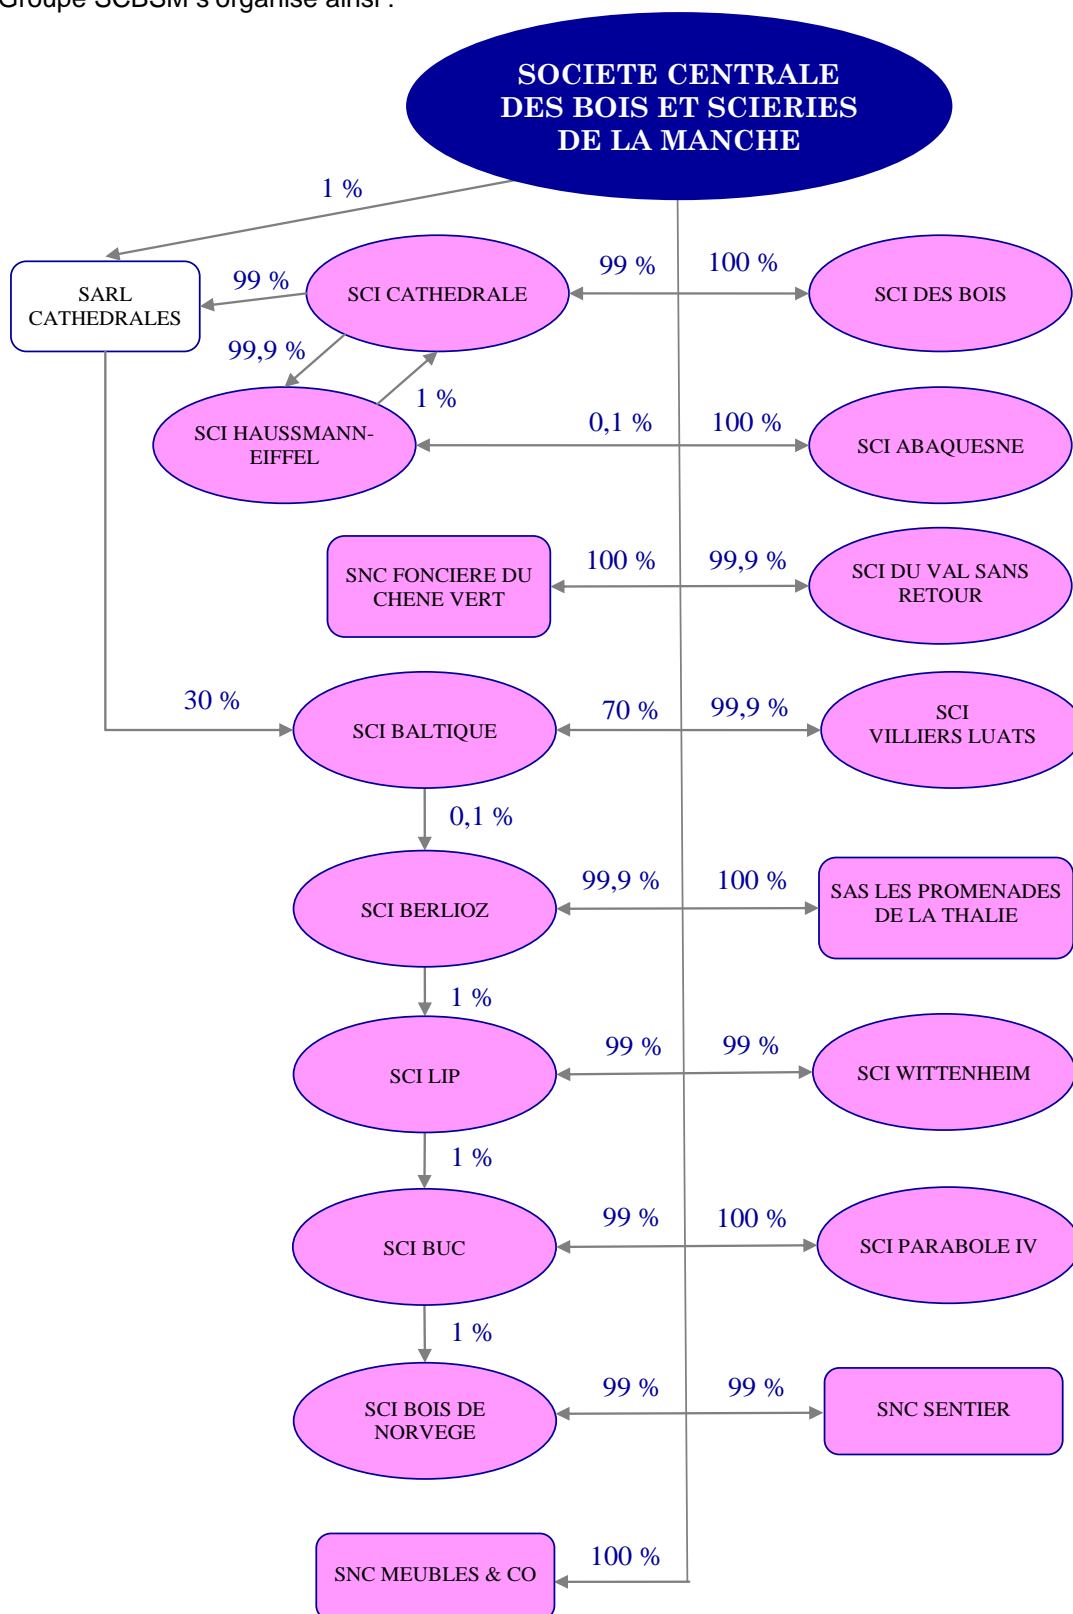 Groupe SCBSM s'organise ainsi :
SOCIETE CENTRALE
DES BOIS ET SCIERIES
DE LA MANCHE
1 %
SARL
CATHEDRALES
99 %
SCI CATHEDRALE
99 %
100 %
SCI DES BOIS
99,9 %
1 %
SCI HAUSSMANN-
EIFFEL
0,1 %
100 %
SCI ABAQUESNE
SNC FONCIERE DU
CHENE VERT
100 %
99,9 %
SCI DU VAL SANS
RETOUR
30 %
SCI BALTIQUE
70 %
99,9 %
SCI
VILLIERS LUATS
0,1 %
SCI BERLIOZ
99,9 %
100 %
SAS LES PROMENADES
DE LA THALIE
1 %
SCI LIP
99 %
99 %
SCI WITTENHEIM
1 %
SCI BUC
99 %
100 %
SCI PARABOLE IV
1 %
SCI BOIS DE
NORVEGE
99 %
99 %
SNC SENTIER
SNC MEUBLES & CO
100 %